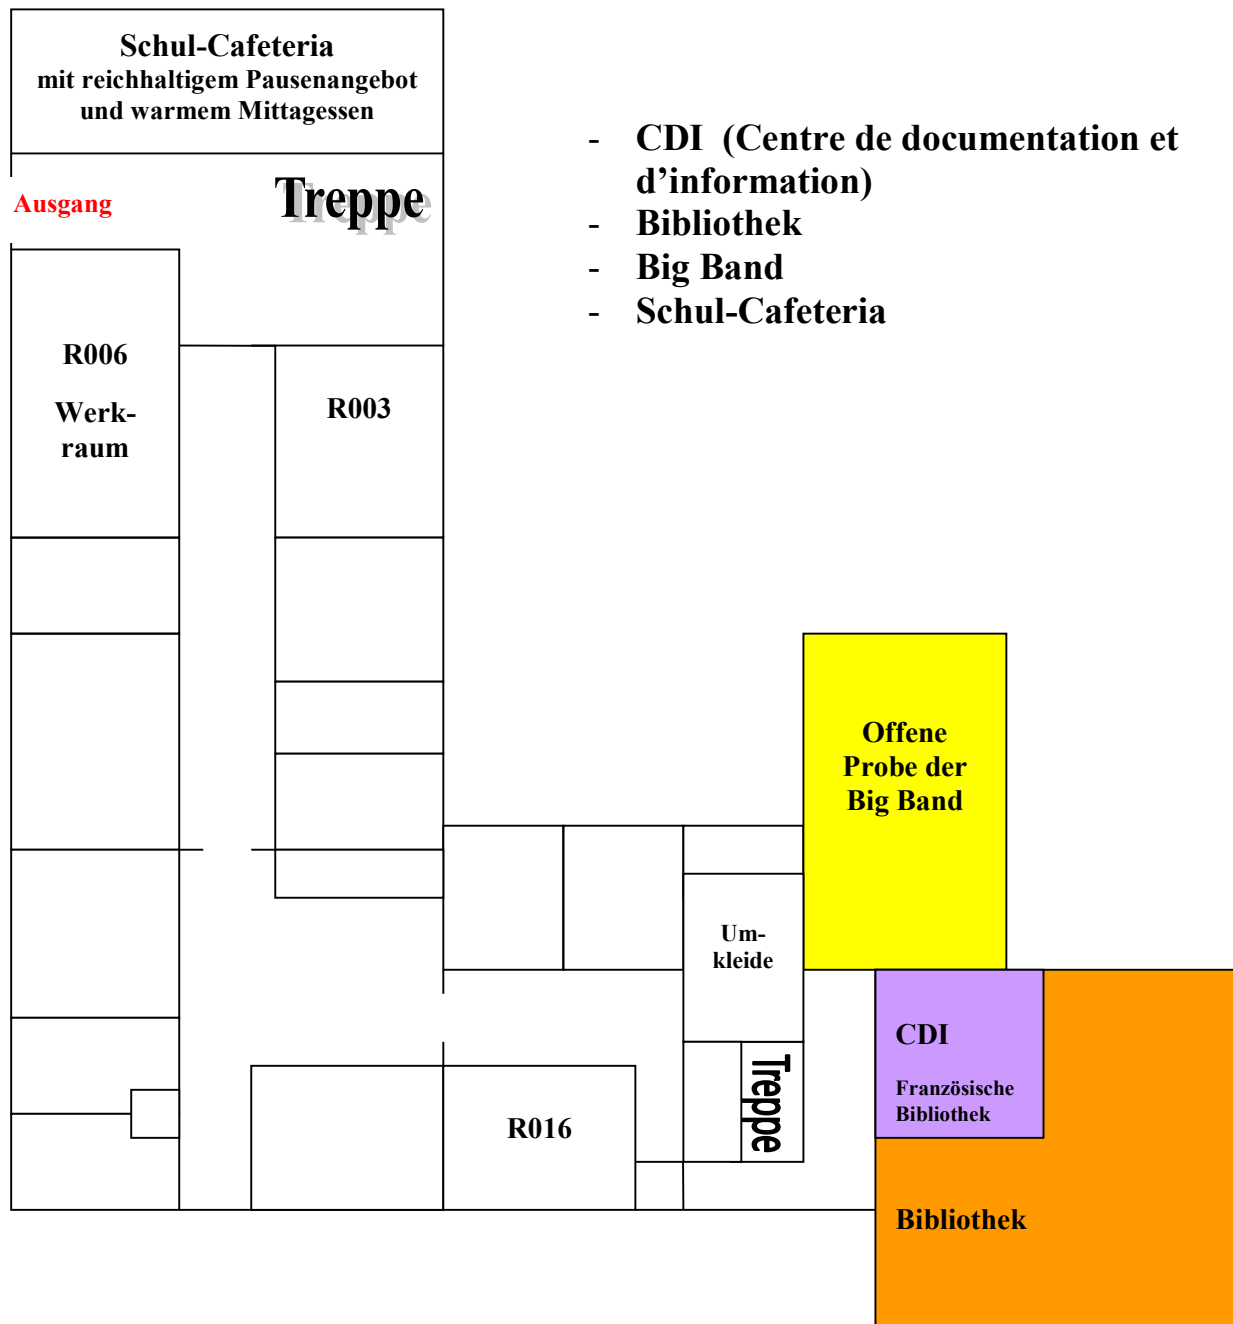 Schul-Cafeteria
mit reichhaltigem Pausenangebot
und warmem Mittagessen
- CDI (Centre de documentation et
d’information)
- Bibliothek
- Big Band
- Schul-Cafeteria
Ausgang
Treppe
R006
Werk-
raum
R003
Offene
Probe der
Big Band
Um-
kleide
CDI
Französische
Bibliothek
Treppe
R016
Bibliothek